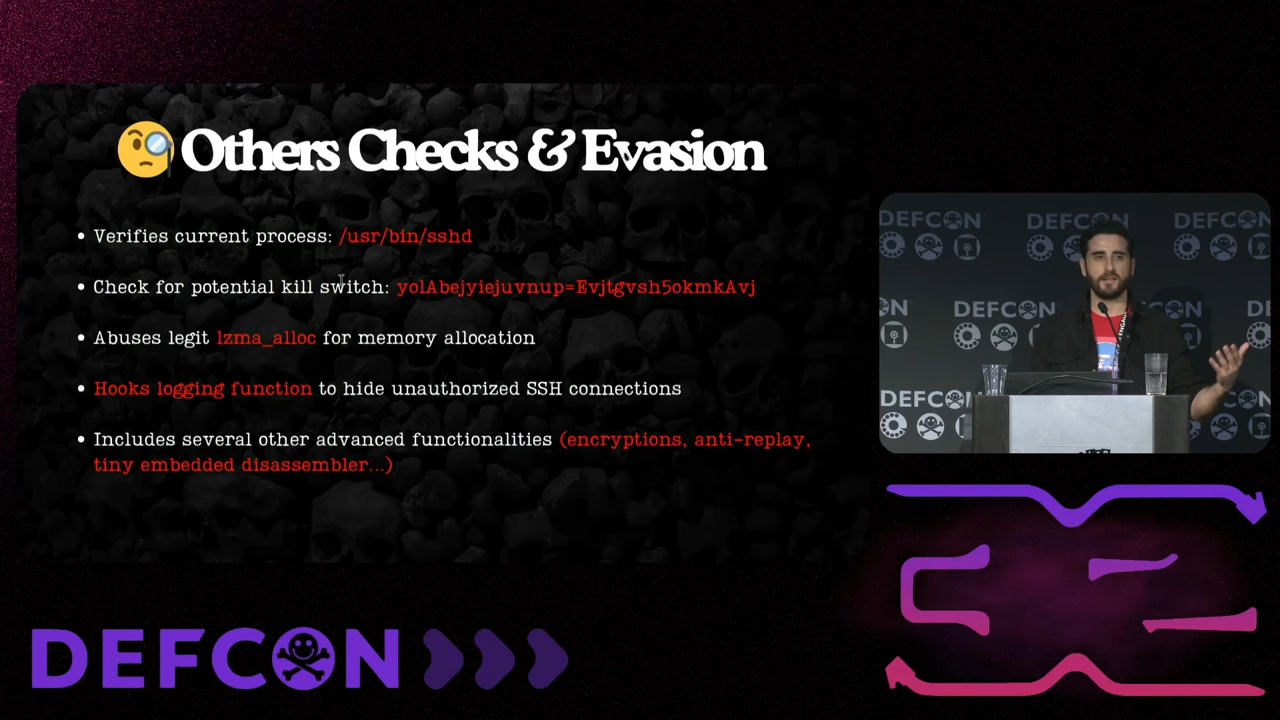 Others Checks & Evasion
• Verifies current process: /usr/bin/sshd
• Check for potential kill switch: yolAbejyiejuvnup=Evjtgvsh5okmkAvj
• Abuses legit lzma_alloc for memory allocation
• Hooks logging function to hide unauthorized SSH connections
• Includes several other advanced functionalities (encryptions, anti-replay,
tiny embedded disassembler...)
DEFCON DEFCON DEFCON
DEFCON
DEFCON DEFCON
DEFCON